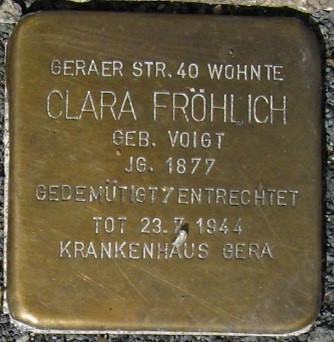 GERAER STR. 40 WOHNTE
CLARA FRÖHLICH
GEB. VOIGT
JG. 1877
GEDEMÜTIGT / ENTRECHTET
TOT 23.7.1944
KRANKENHAUS GERA